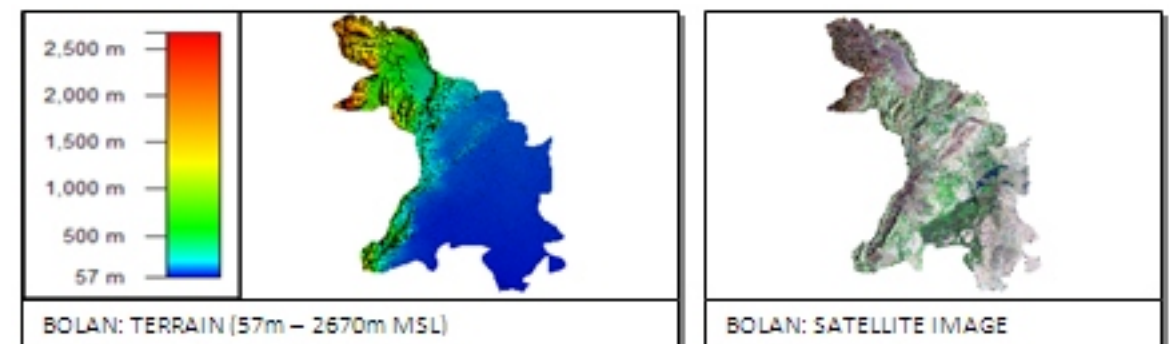 2,500 m
2,000 m
1,500 m
1,000 m
500 m
57 m
BOLAN: TERRAIN (57m – 2670m MSL)
BOLAN: SATELLITE IMAGE